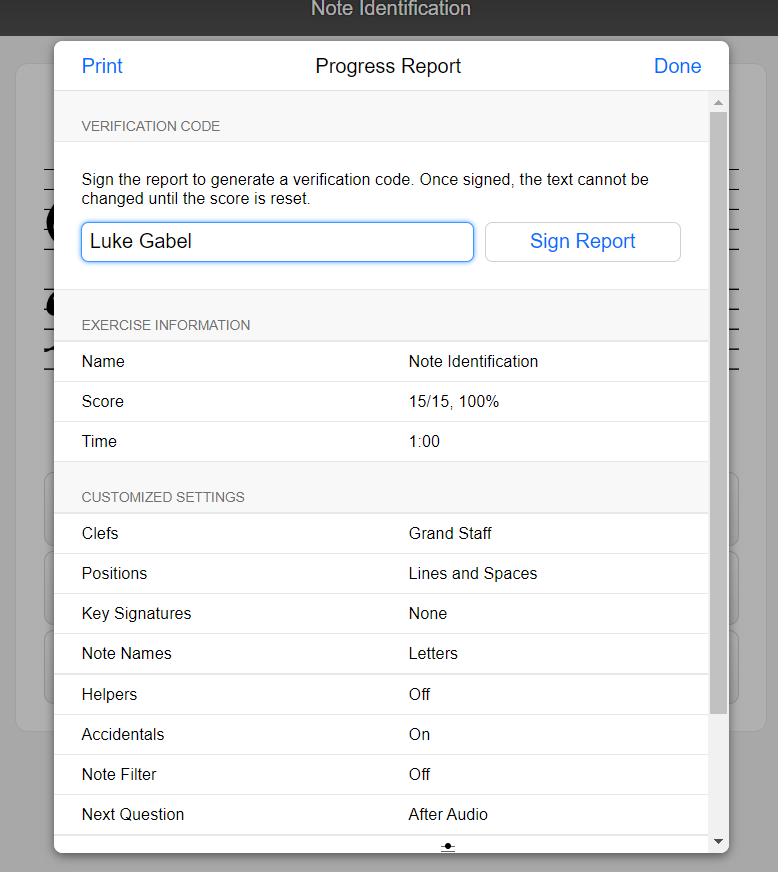 Note Identification
Print Progress Report Done
VERIFICATION CODE
Sign the report to generate a verification code. Once signed, the text cannot be
changed until the score is reset.
Luke Gabel Sign Report
EXERCISE INFORMATION
Name Note Identification
Score 15/15, 100%
Time 1:00
CUSTOMIZED SETTINGS
Clefs Grand Staff
Positions Lines and Spaces
Key Signatures None
Note Names Letters
Helpers Off
Accidentals On
Note Filter Off
Next Question After Audio